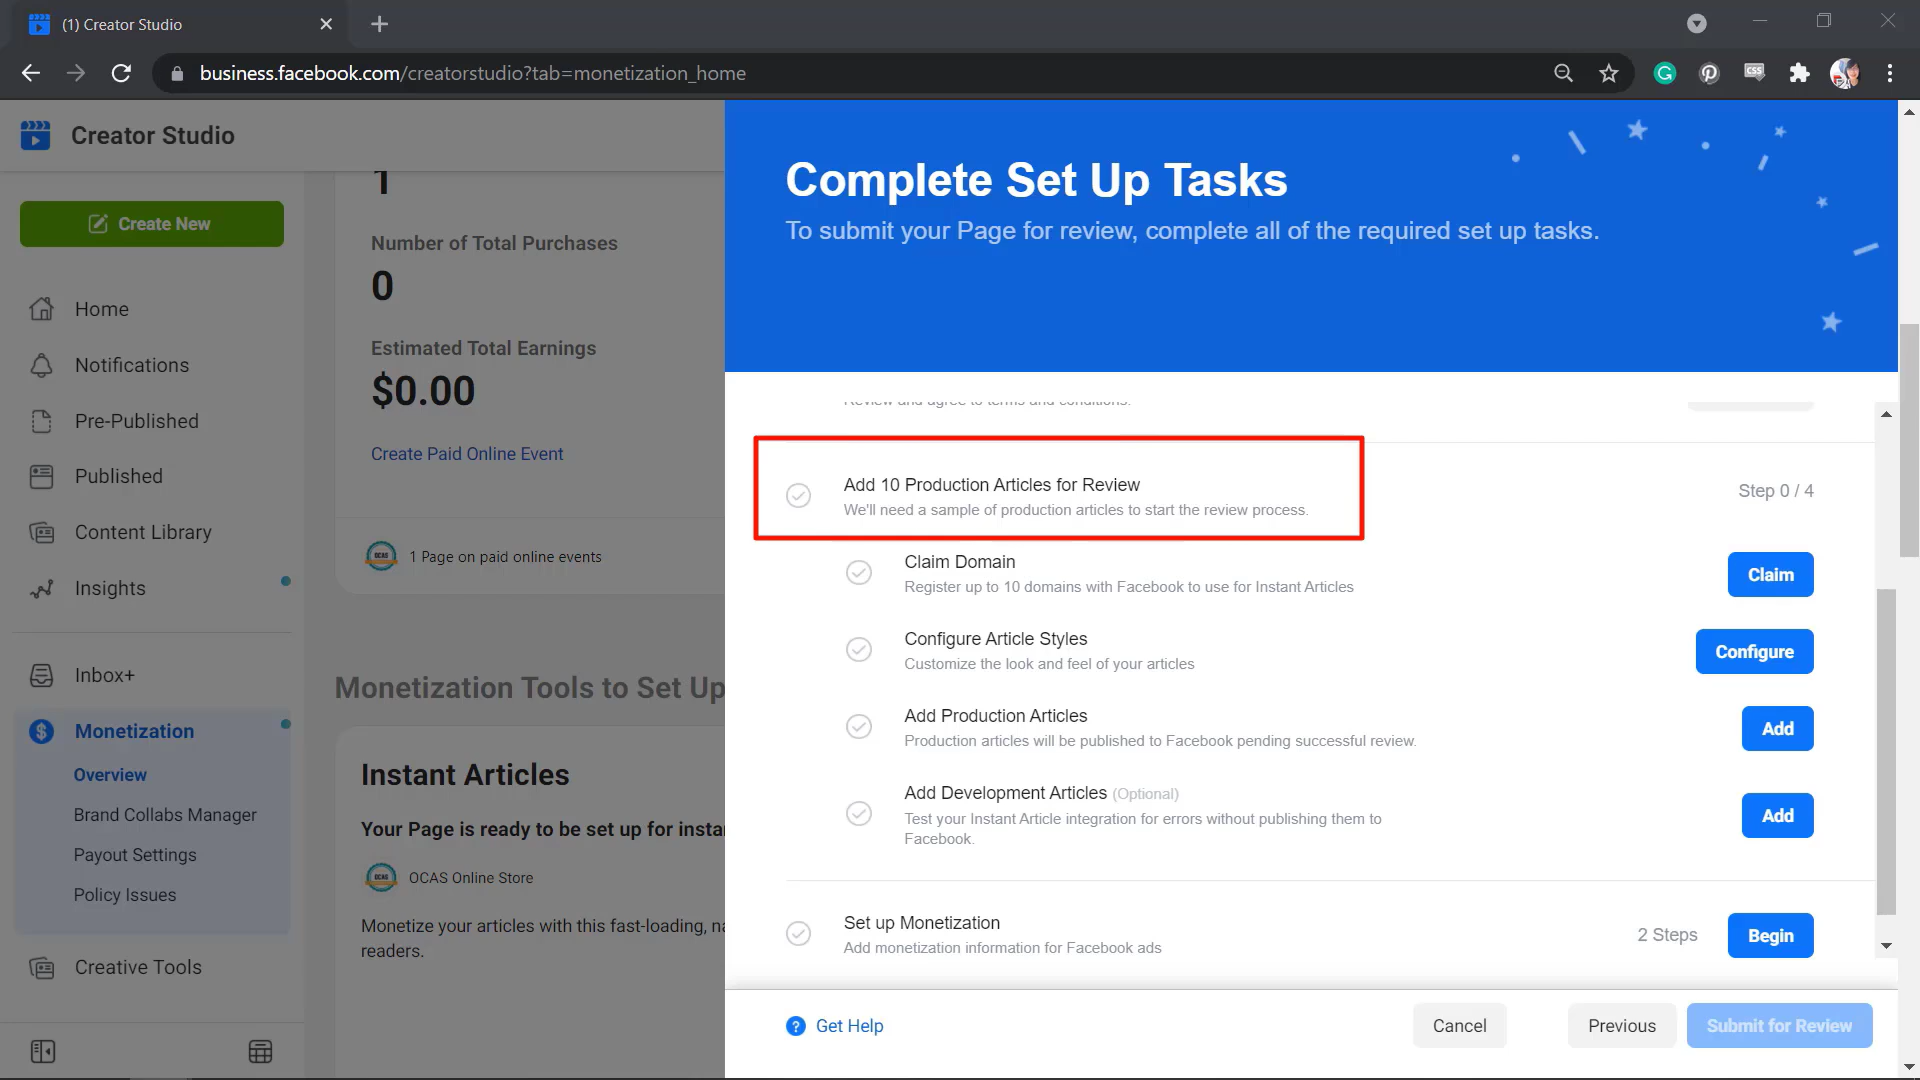 (1) Creator Studio
business.facebook.com/creatorstudio?tab=monetization_home
Creator Studio
Create New
Home
Notifications
Pre-Published
Published
Content Library
Insights
Inbox+
Monetization
Overview
Brand Collabs Manager
Payout Settings
Policy Issues
Creative Tools
1
Number of Total Purchases
0
Estimated Total Earnings
$0.00
Create Paid Online Event
OCAS
1 Page on paid online events
Monetization Tools to Set Up
Instant Articles
Your Page is ready to be set up for insta
OCAS
OCAS Online Store
Monetize your articles with this fast-loading, na
readers.
Complete Set Up Tasks
To submit your Page for review, complete all of the required set up tasks.
Review and agree to terms and conditions.
Add 10 Production Articles for Review
We'll need a sample of production articles to start the review process.
Step 0 / 4
Claim Domain
Register up to 10 domains with Facebook to use for Instant Articles
Claim
Configure Article Styles
Customize the look and feel of your articles
Configure
Add Production Articles
Production articles will be published to Facebook pending successful review.
Add
Add Development Articles (Optional)
Test your Instant Article integration for errors without publishing them to
Facebook.
Add
Set up Monetization
Add monetization information for Facebook ads
2 Steps
Begin
Get Help
Cancel
Previous
Submit for Review